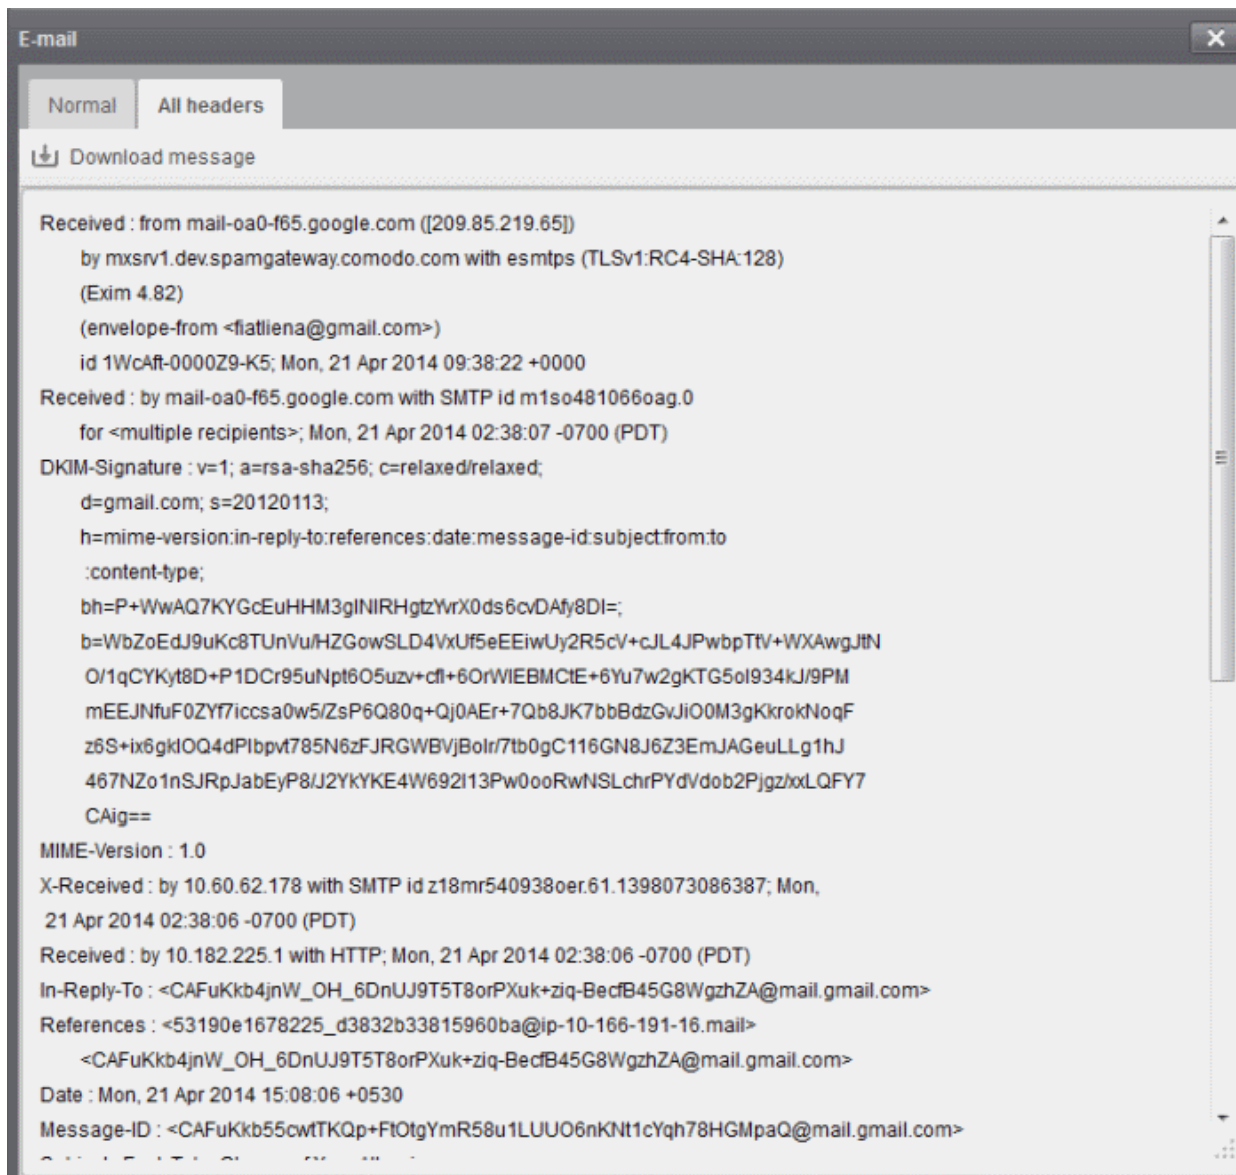 E-mail
Normal All headers
Download message
Received : from mail-oa0-f65.google.com ([209.85.219.65])
by mxsrv1.dev.spamgateway.comodo.com with esmtps (TLSv1:RC4-SHA:128)
(Exim 4.82)
(envelope-from <fiatliena@gmail.com>)
id 1WcAft-0000Z9-K5; Mon, 21 Apr 2014 09:38:22 +0000
Received : by mail-oa0-f65.google.com with SMTP id m1so481066oag.0
for <multiple recipients>; Mon, 21 Apr 2014 02:38:07 -0700 (PDT)
DKIM-Signature : v=1; a=rsa-sha256; c=relaxed/relaxed;
d=gmail.com; s=20120113;
h=mime-version:in-reply-to:references:date:message-id:subject:from:to
:content-type;
bh=P+WwAQ7KYGcEuHHM3gINIRHgtzYvrX0ds6cvDAfy8DI=;
b=WbZoEdJ9uKc8TUnVu/HZGowSLD4VxUf5eEEiwUy2R5cV+cJL4JPwbpTtV+WXAwgJtN
O/1qCYKyt8D+P1DCr95uNpt6O5uzv+cfI+6OrWIEBMCtE+6Yu7w2gKTG5oI934kJ/9PM
mEEJNfuF0ZYf7iccsa0w5/ZsP6Q80q+Qj0AEr+7Qb8JK7bbBdzGvJiO0M3gKkrokNoqF
z6S+ix6gkIOQ4dPIbpvt785N6zFJRGWBVjBolr/7tb0gC116GN8J6Z3EmJAGeuLLg1hJ
467NZo1nSJRpJabEyP8/J2YkYKE4W692I13Pw0ooRwNSLchrPYdVdob2Pjgz/xxLQFY7
CAig==
MIME-Version : 1.0
X-Received : by 10.60.62.178 with SMTP id z18mr540938oer.61.1398073086387; Mon,
21 Apr 2014 02:38:06 -0700 (PDT)
Received : by 10.182.225.1 with HTTP; Mon, 21 Apr 2014 02:38:06 -0700 (PDT)
In-Reply-To : <CAFuKkb4jnW_OH_6DnUJ9T5T8orPXuk+ziq-BecfB45G8WgzhZA@mail.gmail.com>
References : <53190e1678225_d3832b33815960ba@ip-10-166-191-16.mail>
<CAFuKkb4jnW_OH_6DnUJ9T5T8orPXuk+ziq-BecfB45G8WgzhZA@mail.gmail.com>
Date : Mon, 21 Apr 2014 15:08:06 +0530
Message-ID : <CAFuKkb55cwtTKQp+FtOtgYmR58u1LUUO6nKNt1cYqh78HGMpaQ@mail.gmail.com>